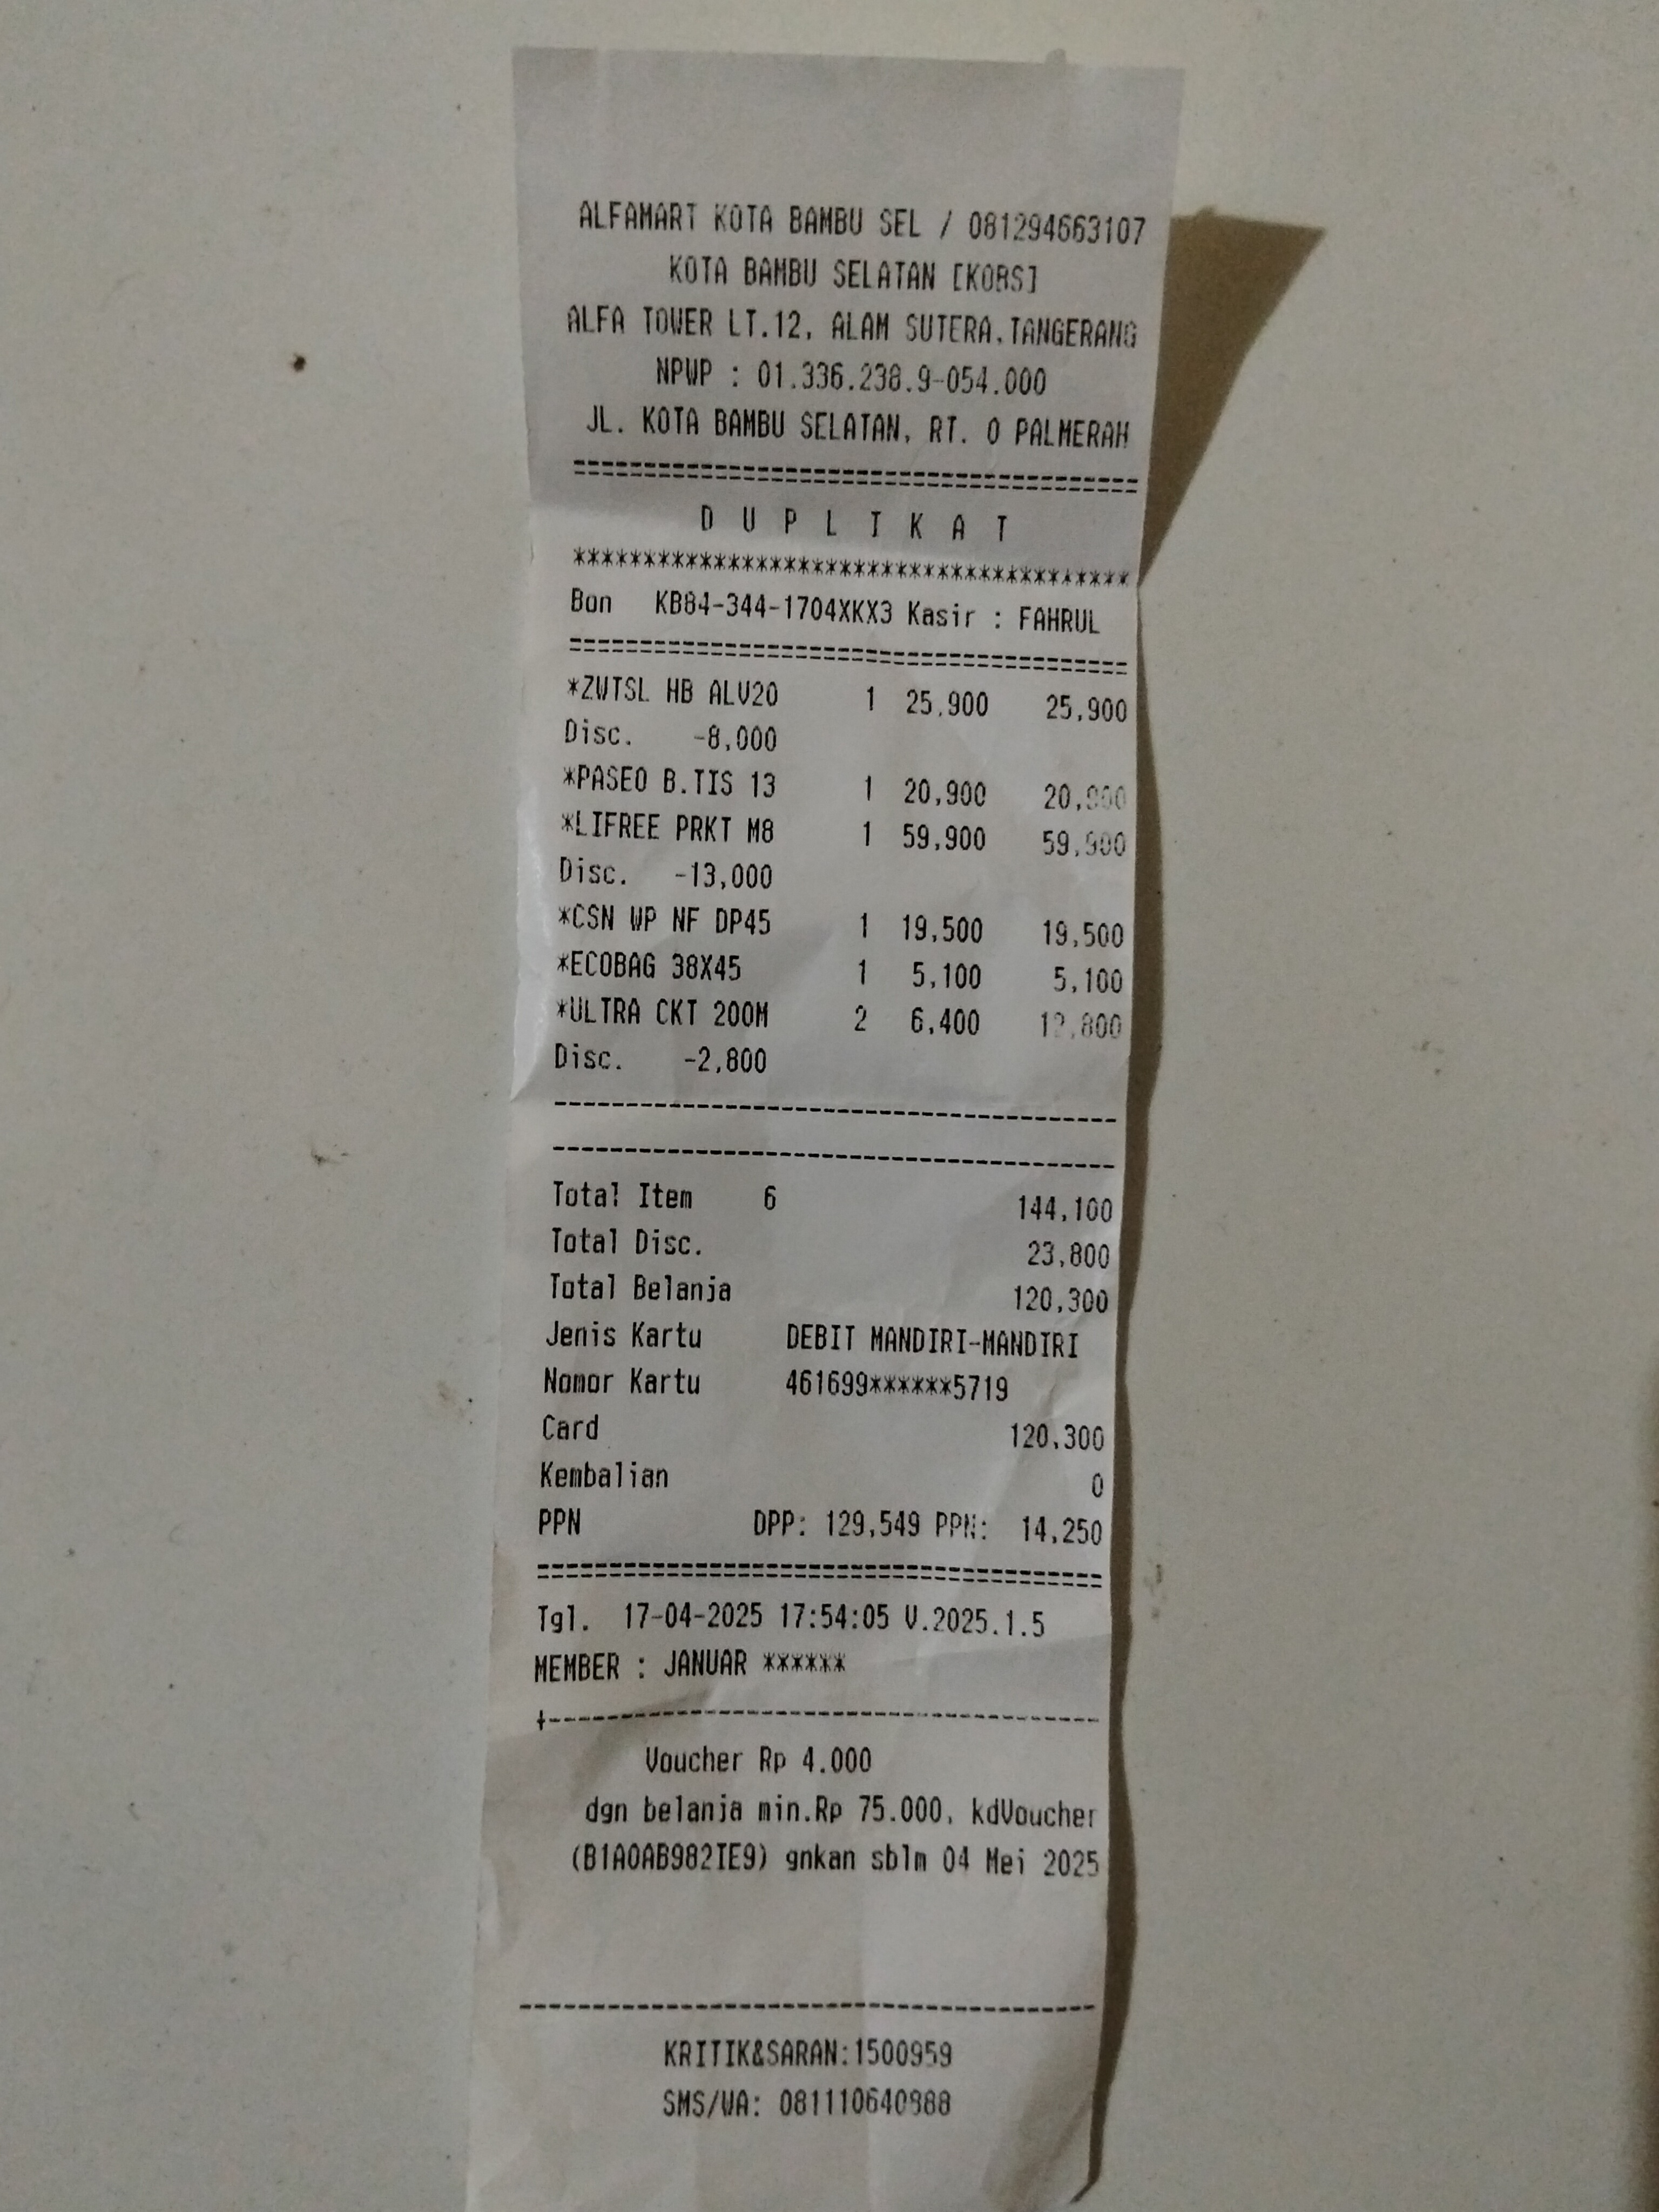 ALFAMART KOTA BAMBU SEL / 081294663107
KOTA BAMBU SELATAN [KOBS]
ALFA TOWER LT.12, ALAM SUTERA,TANGERANG
NPWP : 01.336.238.9-054.000
JL. KOTA BAMBU SELATAN, RT. 0 PALMERAH
=======================================
D U P L I K A T
***************************************
Bon KB84-344-1704XKX3 Kasir : FAHRUL
=======================================
*ZWTSL HB ALV20 1 25,900 25,900
Disc. -8,000
*PASEO B.TIS 13 1 20,900 20,900
*LIFREE PRKT M8 1 59,900 59,900
Disc. -13,000
*CSN WP NF DP45 1 19,500 19,500
*ECOBAG 38X45 1 5,100 5,100
*ULTRA CKT 200M 2 6,400 12,800
Disc. -2,800
---------------------------------------
---------------------------------------
Total Item 6 144,100
Total Disc. 23,800
Total Belanja 120,300
Jenis Kartu DEBIT MANDIRI-MANDIRI
Nomor Kartu 461699******5719
Card 120,300
Kembalian 0
PPN DPP: 129,549 PPN: 14,250
=======================================
Tgl. 17-04-2025 17:54:05 V.2025.1.5
MEMBER : JANUAR ******
+--------------------------------------
Voucher Rp 4.000
dgn belanja min.Rp 75.000, kdVoucher
(B1A0AB982IE9) gnkan sblm 04 Mei 2025
---------------------------------------
KRITIK&SARAN:1500959
SMS/WA: 081110640888